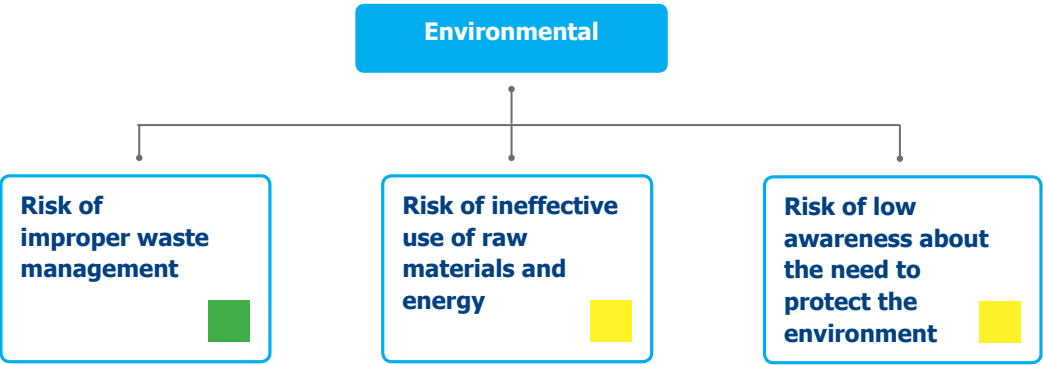 Environmental
Risk of
improper waste
management
Risk of ineffective
use of raw
materials and
energy
Risk of low
awareness about
the need to
protect the
environment